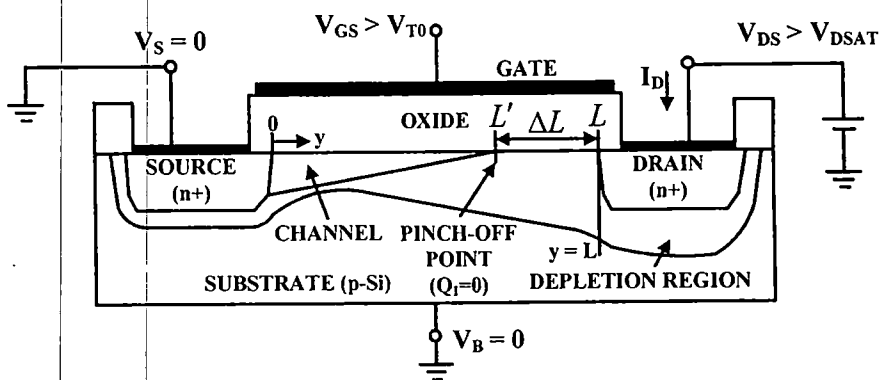 V_S = 0
V_GS > V_T0
V_DS > V_DSAT
GATE
I_D
OXIDE
0
y
L'
ΔL
L
SOURCE
(n+)
DRAIN
(n+)
CHANNEL
PINCH-OFF
POINT
(Q_I=0)
y = L
DEPLETION REGION
SUBSTRATE (p-Si)
V_B = 0